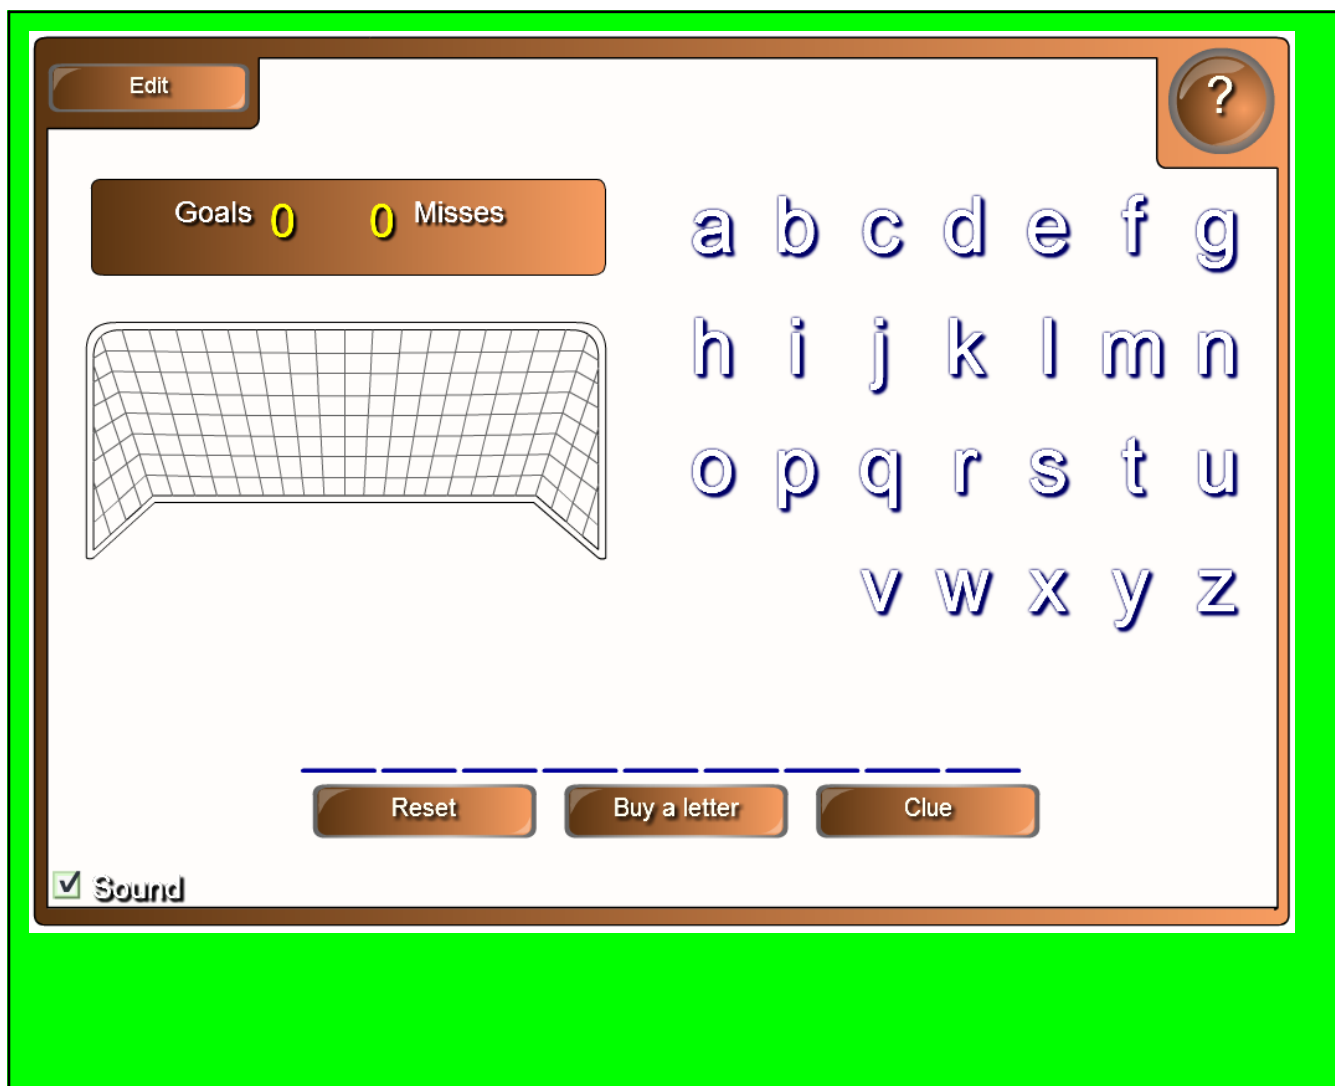 Edit
?
Goals 0 0 Misses
a b c d e f g
h i j k l m n
o p q r s t u
v w x y z
Reset Buy a letter Clue
Sound